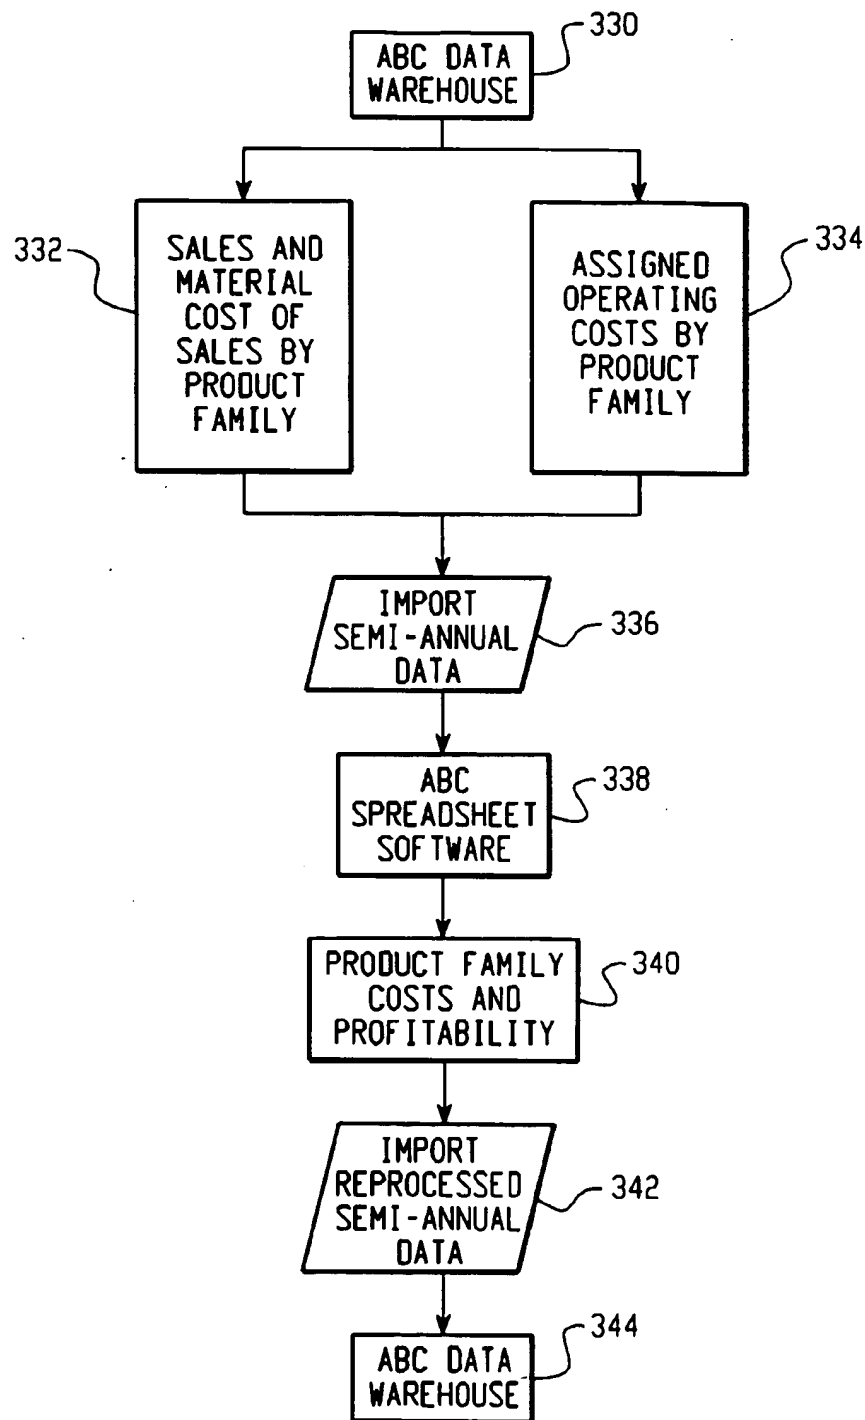 330
ABC DATA
WAREHOUSE
332
SALES AND
MATERIAL
COST OF
SALES BY
PRODUCT
FAMILY
334
ASSIGNED
OPERATING
COSTS BY
PRODUCT
FAMILY
IMPORT
SEMI-ANNUAL
DATA
336
ABC
SPREADSHEET
SOFTWARE
338
PRODUCT FAMILY
COSTS AND
PROFITABILITY
340
IMPORT
REPROCESSED
SEMI-ANNUAL
DATA
342
344
ABC DATA
WAREHOUSE